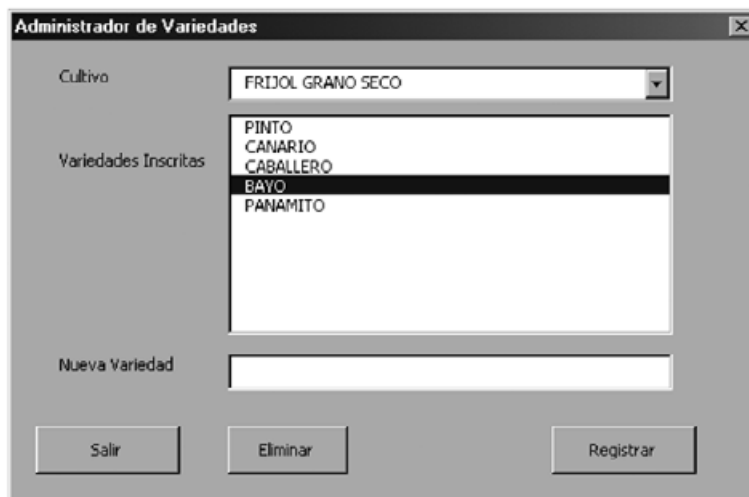 Administrador de Variedades
Cultivo
FRIJOL GRANO SECO
Variedades Inscritas
PINTO
CANARIO
CABALLERO
BAYO
PANAMITO
Nueva Variedad
Salir
Eliminar
Registrar